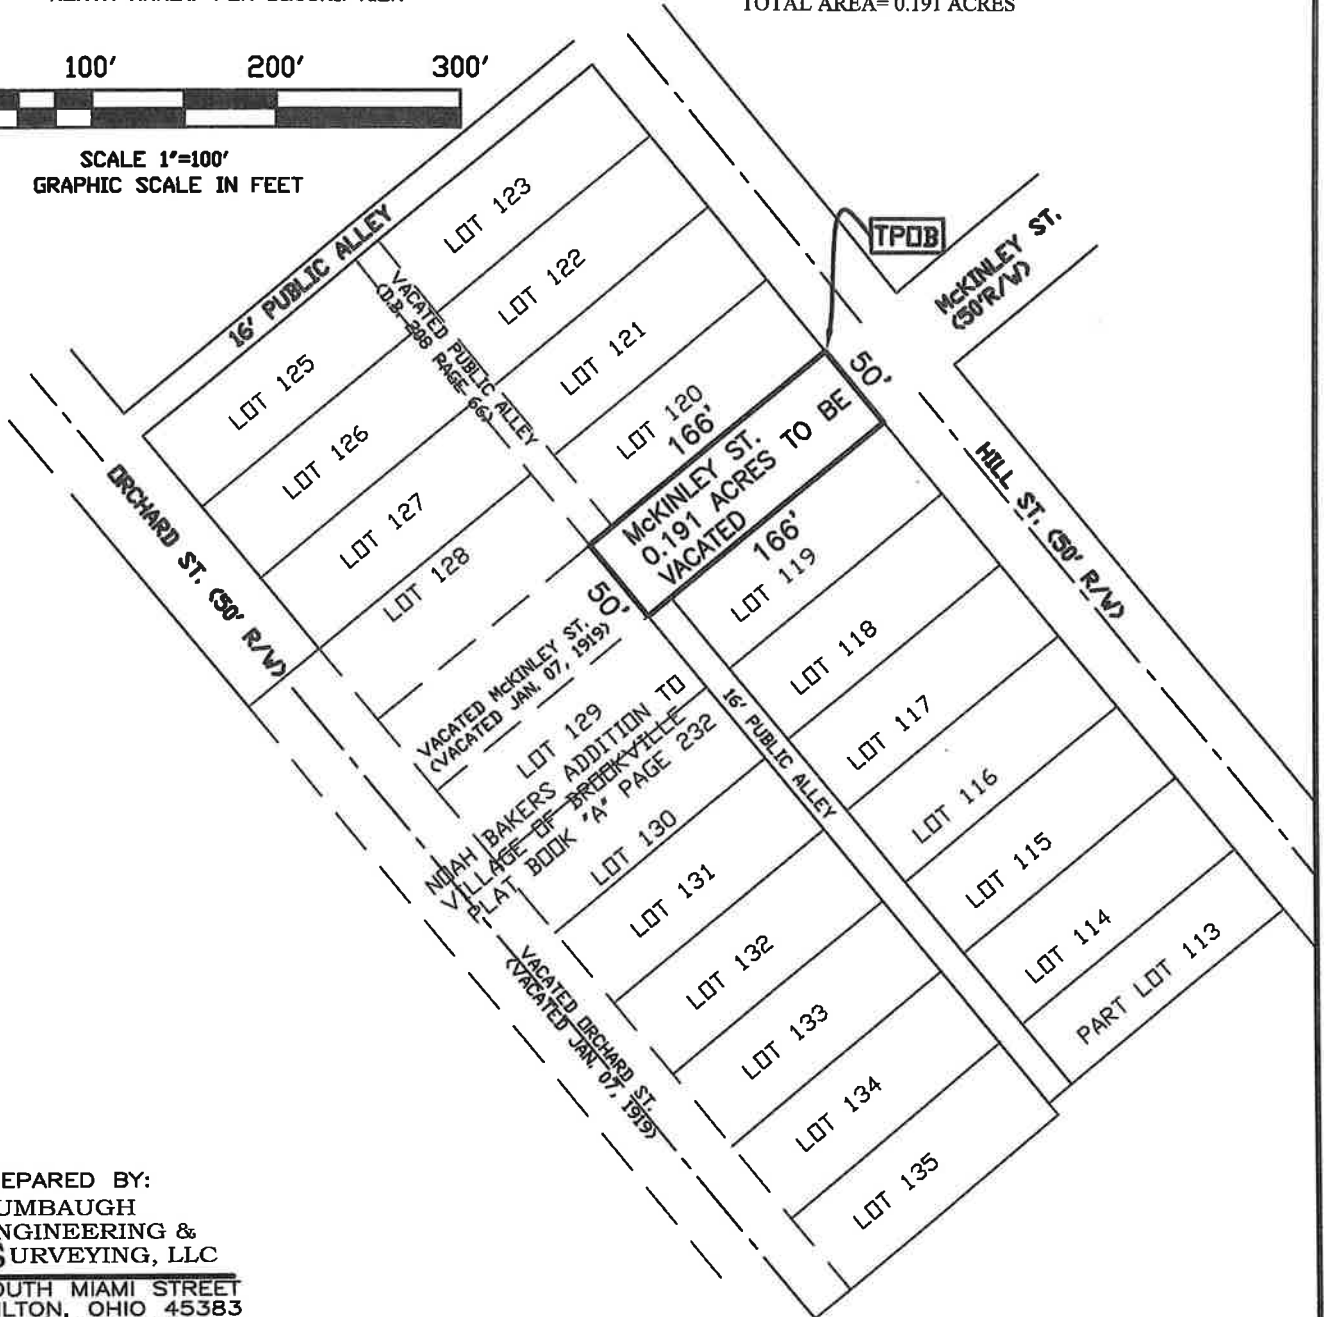 TOTAL AREA= 0.191 ACRES
100' 200' 300'
SCALE 1"=100'
GRAPHIC SCALE IN FEET
16' PUBLIC ALLEY
LOT 123
LOT 122
LOT 121
LOT 120
VACATED PUBLIC ALLEY
(D.B. 208 PAGE 66)
LOT 125
LOT 126
LOT 127
LOT 128
TPOB
McKINLEY ST.
(50'R/W)
50'
166'
McKINLEY ST.
0.191 ACRES TO BE
VACATED
166'
50'
HILL ST. (50' R/W)
ORCHARD ST. (50' R/W)
VACATED McKINLEY ST.
(VACATED JAN. 07, 1919)
LOT 129
NOAH BAKERS ADDITION TO
VILLAGE OF BROOKVILLE
PLAT BOOK "A" PAGE 232
LOT 130
LOT 131
LOT 132
LOT 133
LOT 134
LOT 135
16' PUBLIC ALLEY
LOT 119
LOT 118
LOT 117
LOT 116
LOT 115
LOT 114
PART LOT 113
VACATED ORCHARD ST.
(VACATED JAN. 07, 1919)
EPARED BY:
UMBAUGH
NGINEERING &
SURVEYING, LLC
OUTH MIAMI STREET
ILTON, OHIO 45383